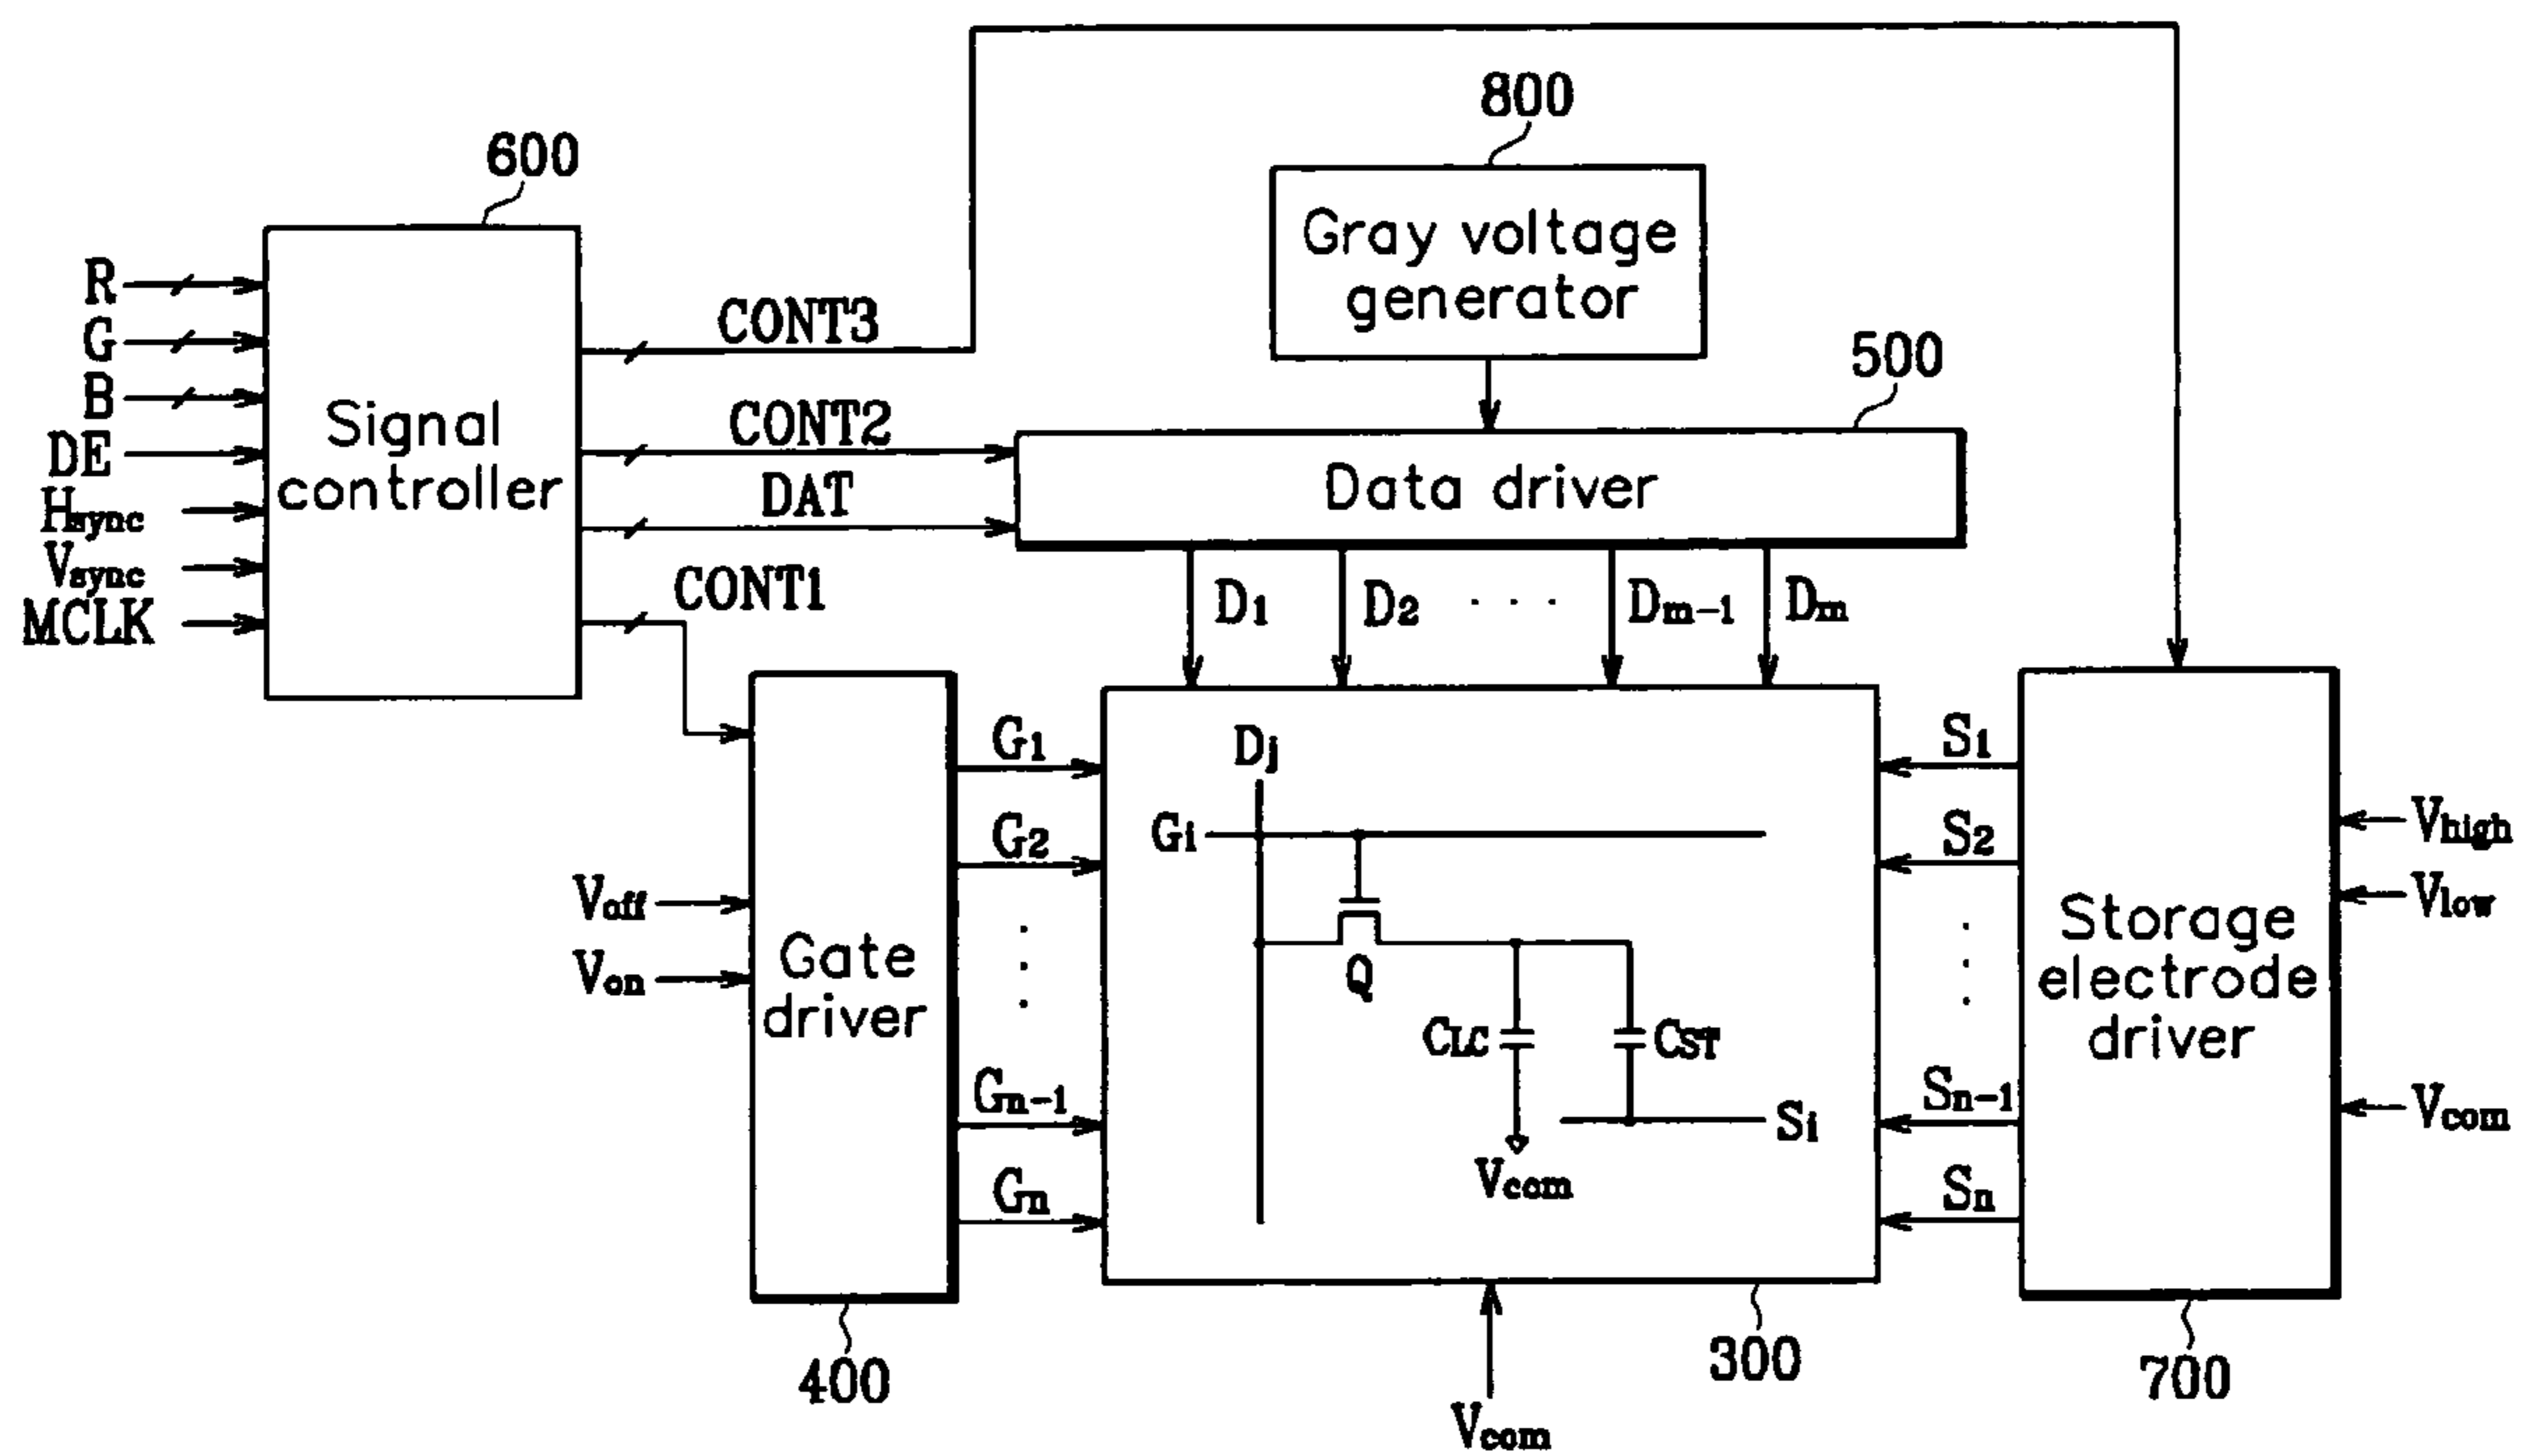 800
600
Gray voltage
generator
R
G
B
DE
Hsync
Vsync
MCLK
Signal
controller
CONT3
CONT2
DAT
CONT1
500
Data driver
D1
D2
. . .
Dm-1
Dm
Voff
Von
Gate
driver
400
G1
G2
Gn-1
Gn
Dj
Gi
Q
CLC
CST
Vcom
Si
300
Vcom
S1
S2
Sn-1
Sn
Storage
electrode
driver
700
Vhigh
Vlow
Vcom